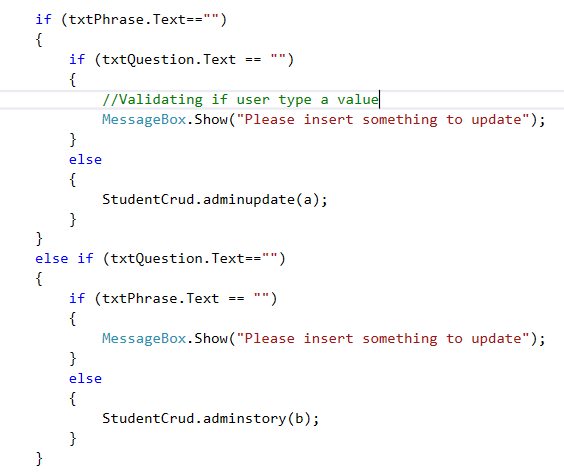 if (txtPhrase.Text=="")
{
if (txtQuestion.Text == "")
{
//Validating if user type a value
MessageBox.Show("Please insert something to update");
}
else
{
StudentCrud.adminupdate(a);
}
}
else if (txtQuestion.Text=="")
{
if (txtPhrase.Text == "")
{
MessageBox.Show("Please insert something to update");
}
else
{
StudentCrud.adminstory(b);
}
}